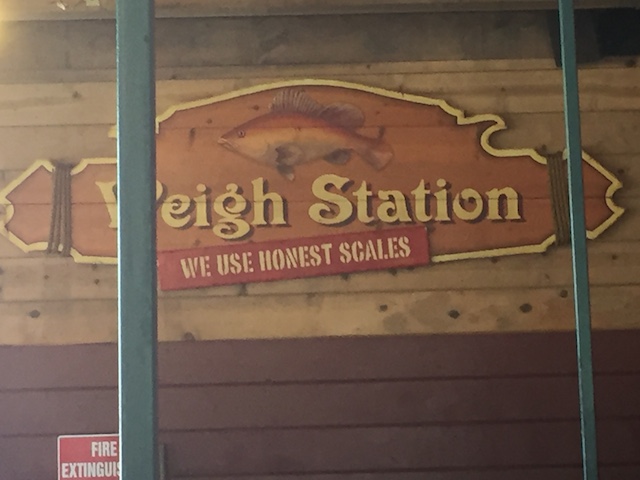 Weigh Station
WE USE HONEST SCALES
FIRE
EXTINGUIS